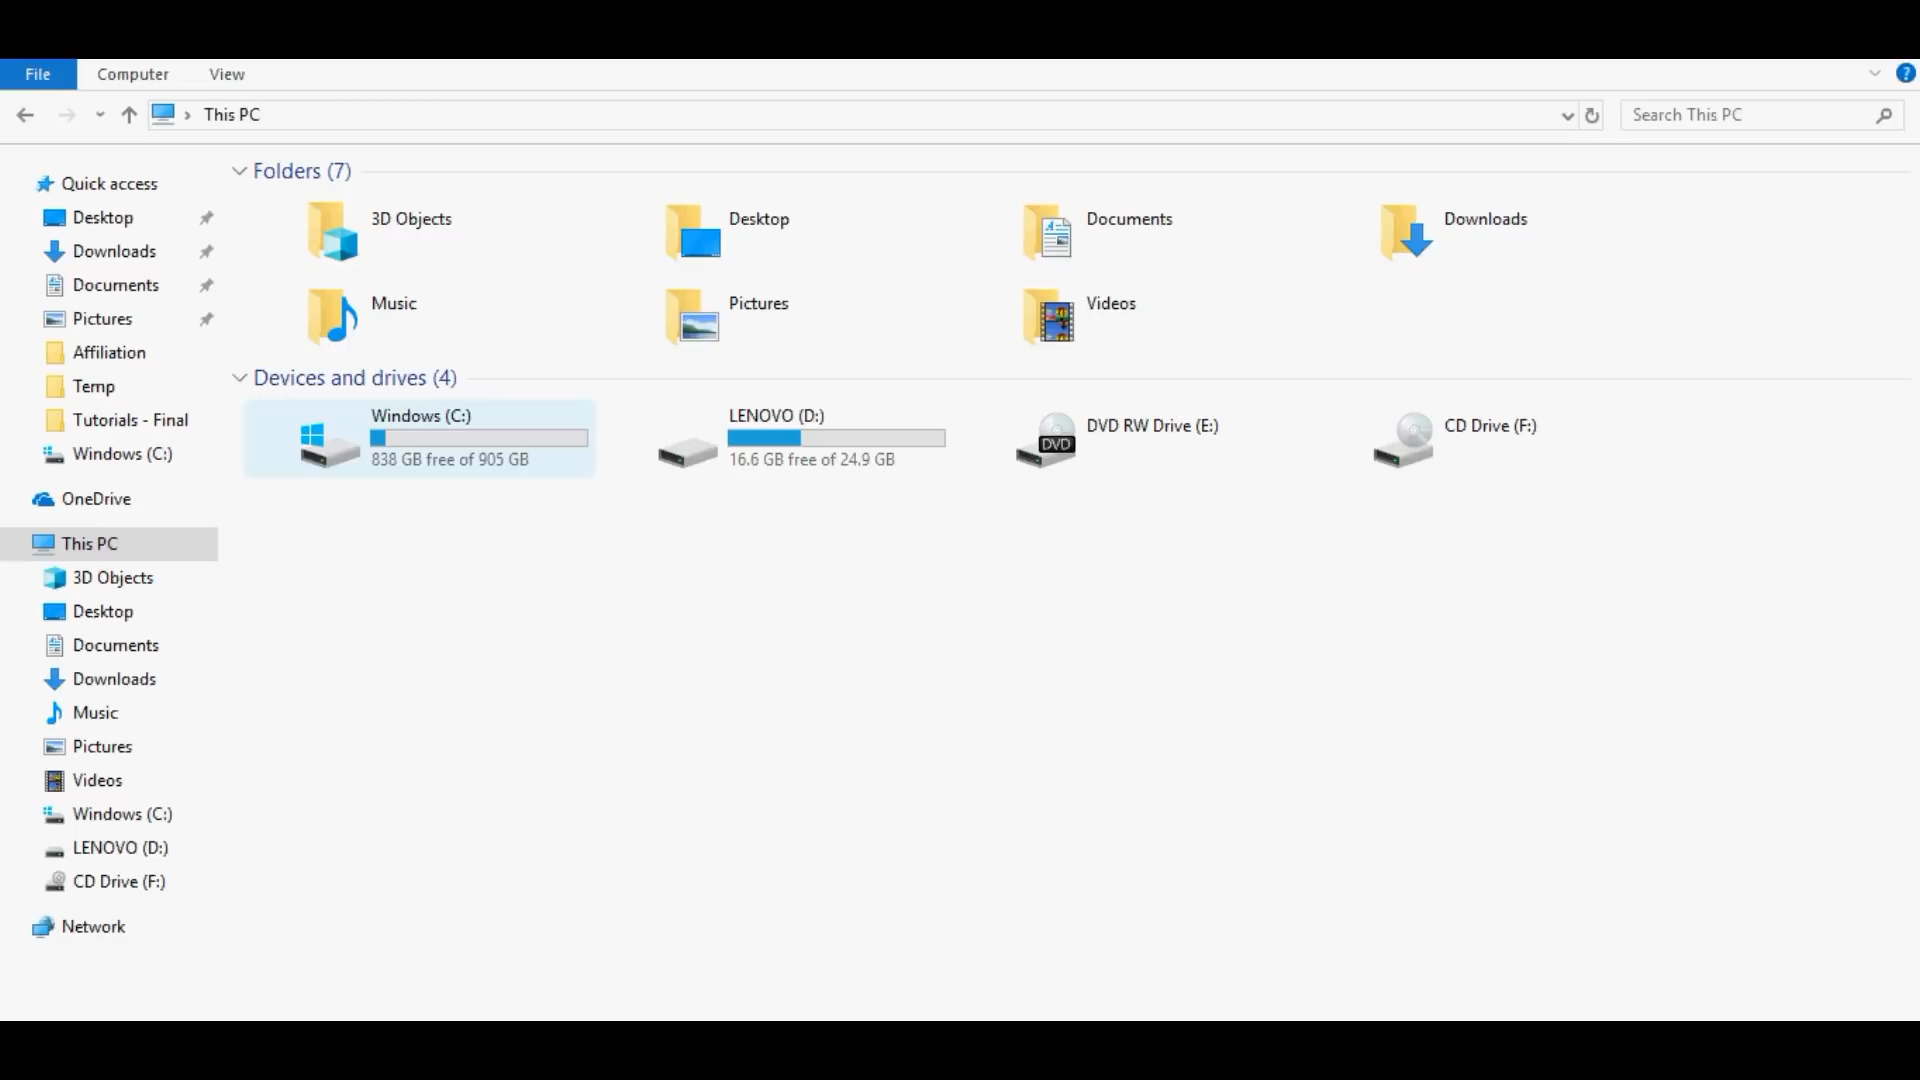 File Computer View ?
This PC
Search This PC
Quick access
Desktop
Downloads
Documents
Pictures
Affiliation
Temp
Tutorials - Final
Windows (C:)
OneDrive
This PC
3D Objects
Desktop
Documents
Downloads
Music
Pictures
Videos
Windows (C:)
LENOVO (D:)
CD Drive (F:)
Network
Folders (7)
3D Objects
Desktop
Documents
Downloads
Music
Pictures
Videos
Devices and drives (4)
Windows (C:)
838 GB free of 905 GB
LENOVO (D:)
16.6 GB free of 24.9 GB
DVD
DVD RW Drive (E:)
CD Drive (F:)